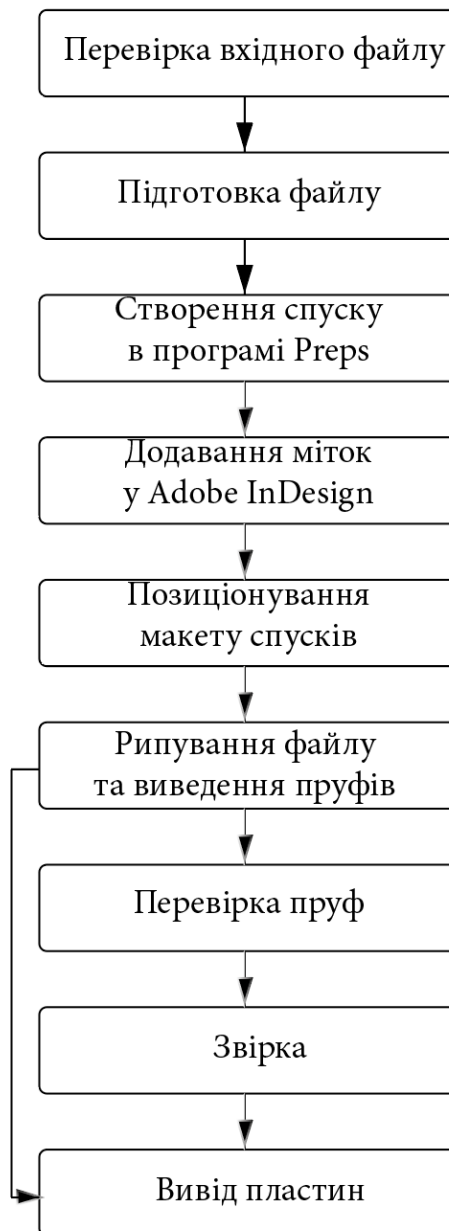 Перевірка вхідного файлу
Підготовка файлу
Створення спуску
в програмі Preps
Додавання міток
у Adobe InDesign
Позиціонування
макету спусків
Рипування файлу
та виведення пруфів
Перевірка пруф
Звірка
Вивід пластин